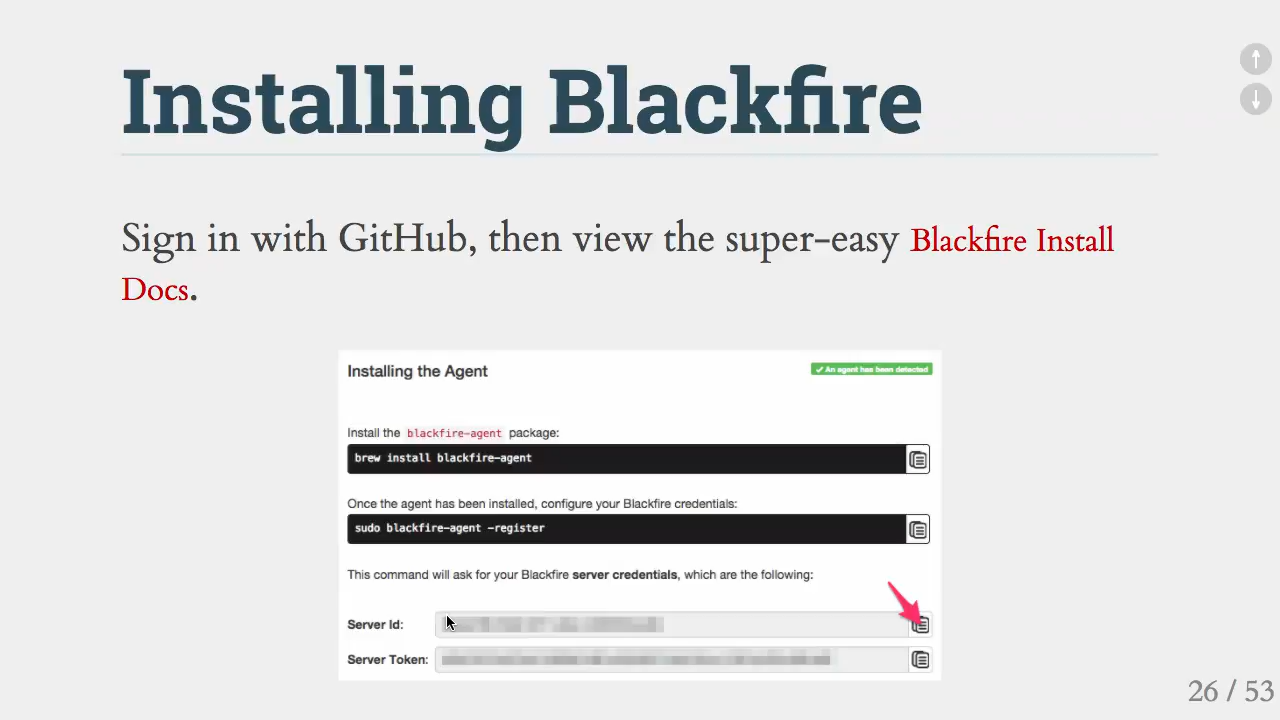 Installing Blackfire
Sign in with GitHub, then view the super-easy Blackfire Install
Docs.
Installing the Agent
✓ An agent has been detected
Install the blackfire-agent package:
brew install blackfire-agent
Once the agent has been installed, configure your Blackfire credentials:
sudo blackfire-agent -register
This command will ask for your Blackfire server credentials, which are the following:
Server Id:
Server Token:
26 / 53